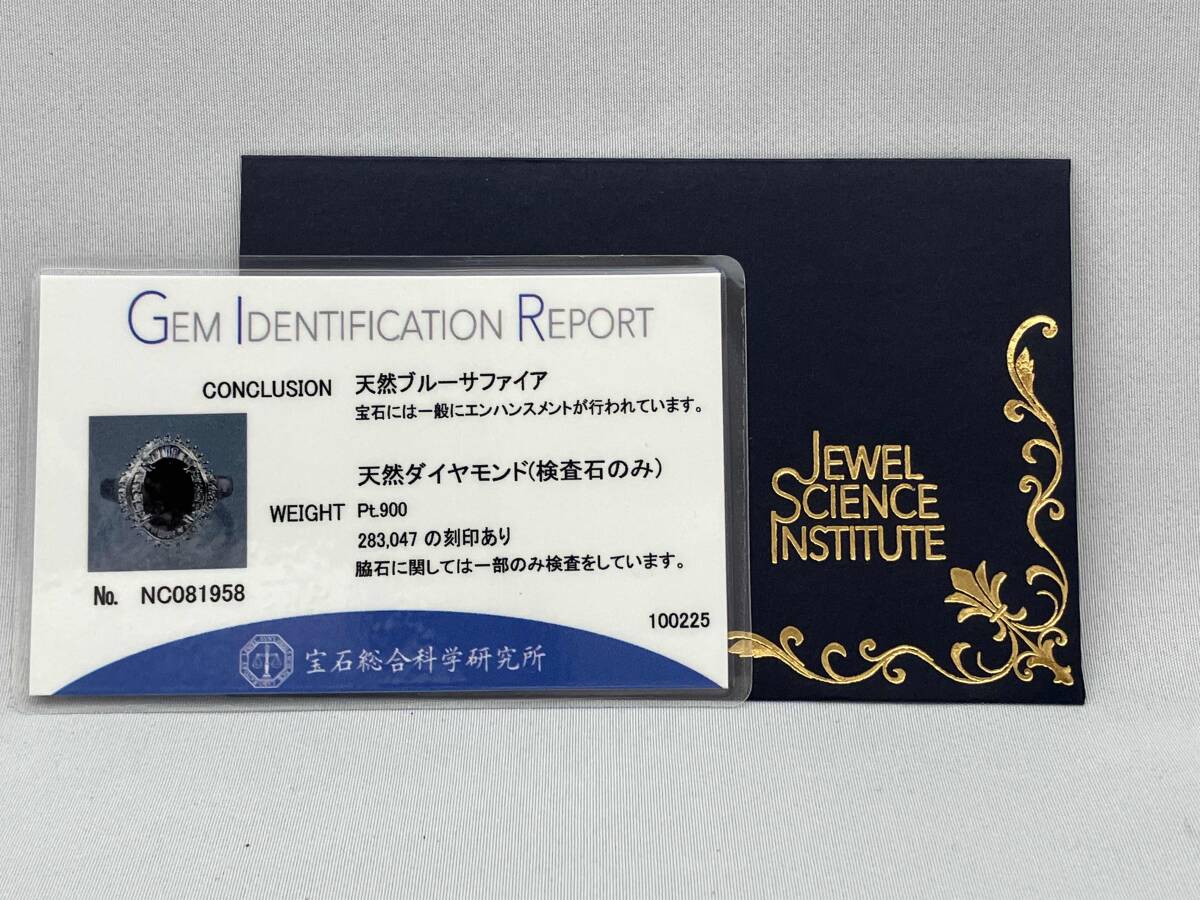 GEM IDENTIFICATION REPORT
CONCLUSION 天然ブルーサファイア
宝石には一般にエンハンスメントが行われています。
天然ダイヤモンド(検査石のみ)
WEIGHT Pt.900
283,047 の刻印あり
脇石に関しては一部のみ検査をしています。
No. NC081958
100225
宝石総合科学研究所
JEWEL
SCIENCE
INSTITUTE